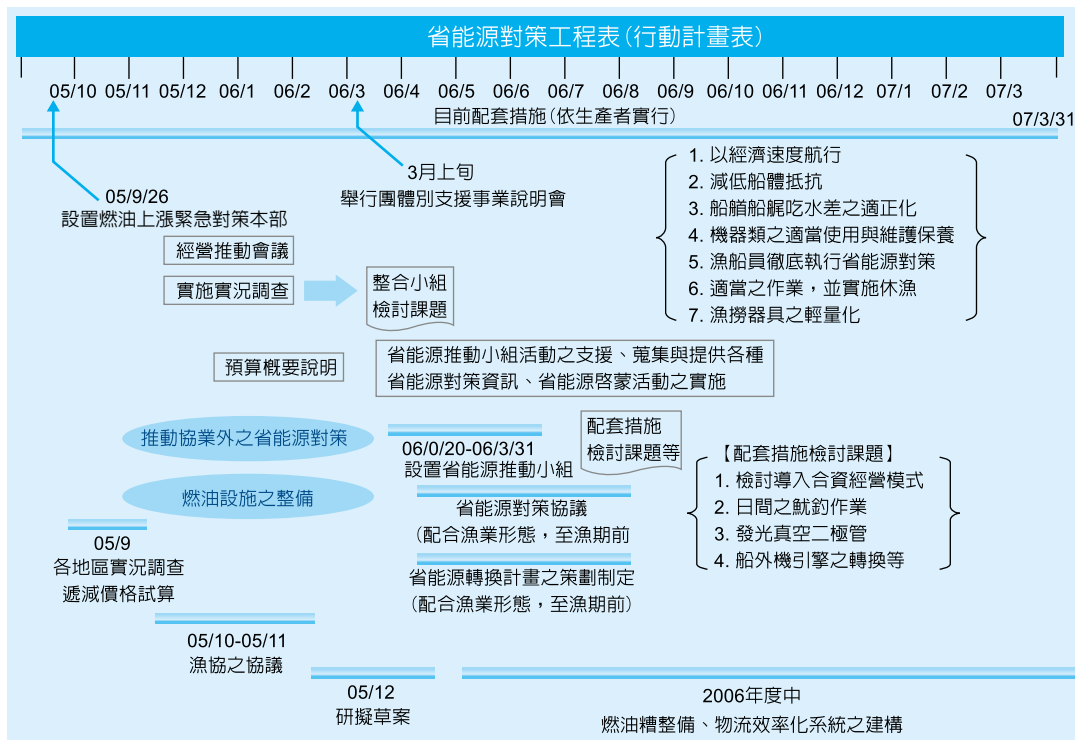 省能源對策工程表(行動計畫表)
05/10 05/11 05/12 06/1 06/2 06/3 06/4 06/5 06/6 06/7 06/8 06/9 06/10 06/11 06/12 07/1 07/2 07/3
目前配套措施(依生產者實行)
07/3/31
05/9/26
設置燃油上漲緊急對策本部
3月上旬
舉行團體別支援事業說明會
1. 以經濟速度航行
2. 減低船體抵抗
3. 船艏船艉吃水差之適正化
4. 機器類之適當使用與維護保養
5. 漁船員徹底執行省能源對策
6. 適當之作業，並實施休漁
7. 漁撈器具之輕量化
經營推動會議
實施實況調查
整合小組
檢討課題
預算概要說明
省能源推動小組活動之支援、蒐集與提供各種
省能源對策資訊、省能源啓蒙活動之實施
推動協業外之省能源對策
燃油設施之整備
06/0/20-06/3/31
設置省能源推動小組
配套措施
檢討課題等
省能源對策協議
(配合漁業形態，至漁期前
省能源轉換計畫之策劃制定
(配合漁業形態，至漁期前)
【配套措施檢討課題】
1. 檢討導入合資經營模式
2. 日間之魷釣作業
3. 發光真空二極管
4. 船外機引擎之轉換等
05/9
各地區實況調查
遞減價格試算
05/10-05/11
漁協之協議
05/12
研擬草案
2006年度中
燃油糟整備、物流效率化系統之建構